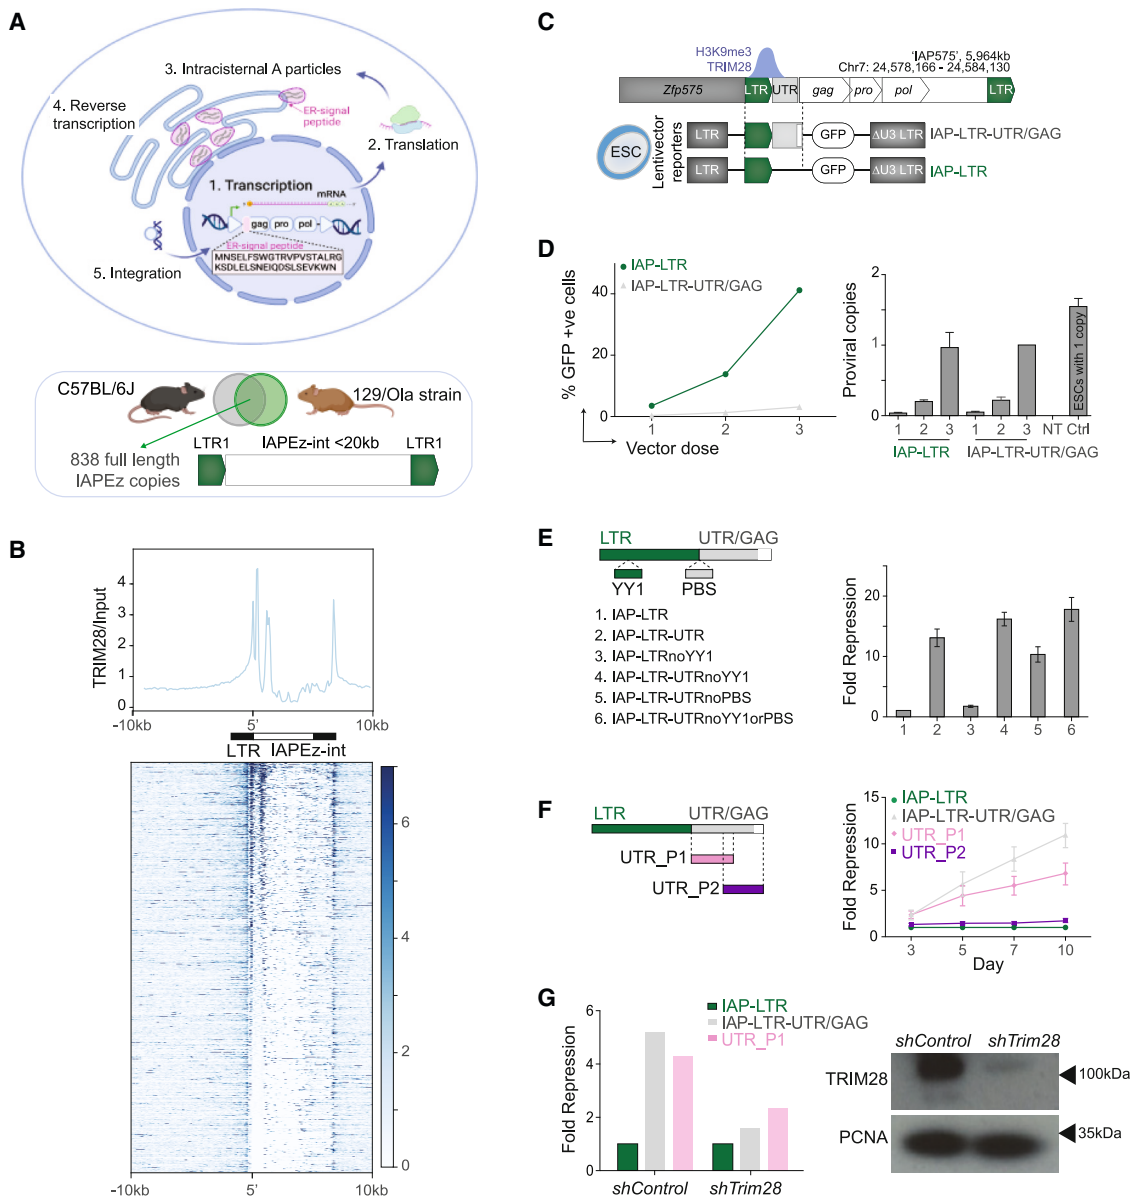 A
3. Intracisternal A particles
4. Reverse
transcription
ER-signal
peptide
2. Translation
1. Transcription
mRNA
gag
pro
pol
ER-signal peptide
MNSELFSWGTRVPVSTALRG
KSDLELSNEIQDSLSEVKWN
5. Integration
C57BL/6J
129/Ola strain
LTR1
IAPEz-int <20kb
LTR1
838 full length
IAPEz copies
B
TRIM28/Input
4
3
2
1
0
-10kb
5'
10kb
LTR
IAPEz-int
6
4
2
0
-10kb
5'
10kb
C
H3K9me3
TRIM28
'IAP575', 5.964kb
Chr7: 24,578,166 - 24,584,130
Zfp575
LTR
UTR
gag
pro
pol
LTR
ESC
Lentivector
reporters
LTR
GFP
ΔU3 LTR
IAP-LTR-UTR/GAG
LTR
GFP
ΔU3 LTR
IAP-LTR
D
IAP-LTR
IAP-LTR-UTR/GAG
% GFP +ve cells
40
20
0
1
2
3
Vector dose
Proviral copies
2
1
0
ESCs with 1 copy
1
2
3
1
2
3
NT
Ctrl
IAP-LTR
IAP-LTR-UTR/GAG
E
LTR
UTR/GAG
YY1
PBS
1. IAP-LTR
2. IAP-LTR-UTR
3. IAP-LTRnoYY1
4. IAP-LTR-UTRnoYY1
5. IAP-LTR-UTRnoPBS
6. IAP-LTR-UTRnoYY1orPBS
Fold Repression
20
10
0
1
2
3
4
5
6
F
LTR
UTR/GAG
UTR_P1
UTR_P2
IAP-LTR
IAP-LTR-UTR/GAG
UTR_P1
UTR_P2
Fold Repression
15
10
5
0
3
5
7
10
Day
G
IAP-LTR
IAP-LTR-UTR/GAG
UTR_P1
Fold Repression
6
4
2
0
shControl
shTrim28
shControl
shTrim28
TRIM28
100kDa
PCNA
35kDa